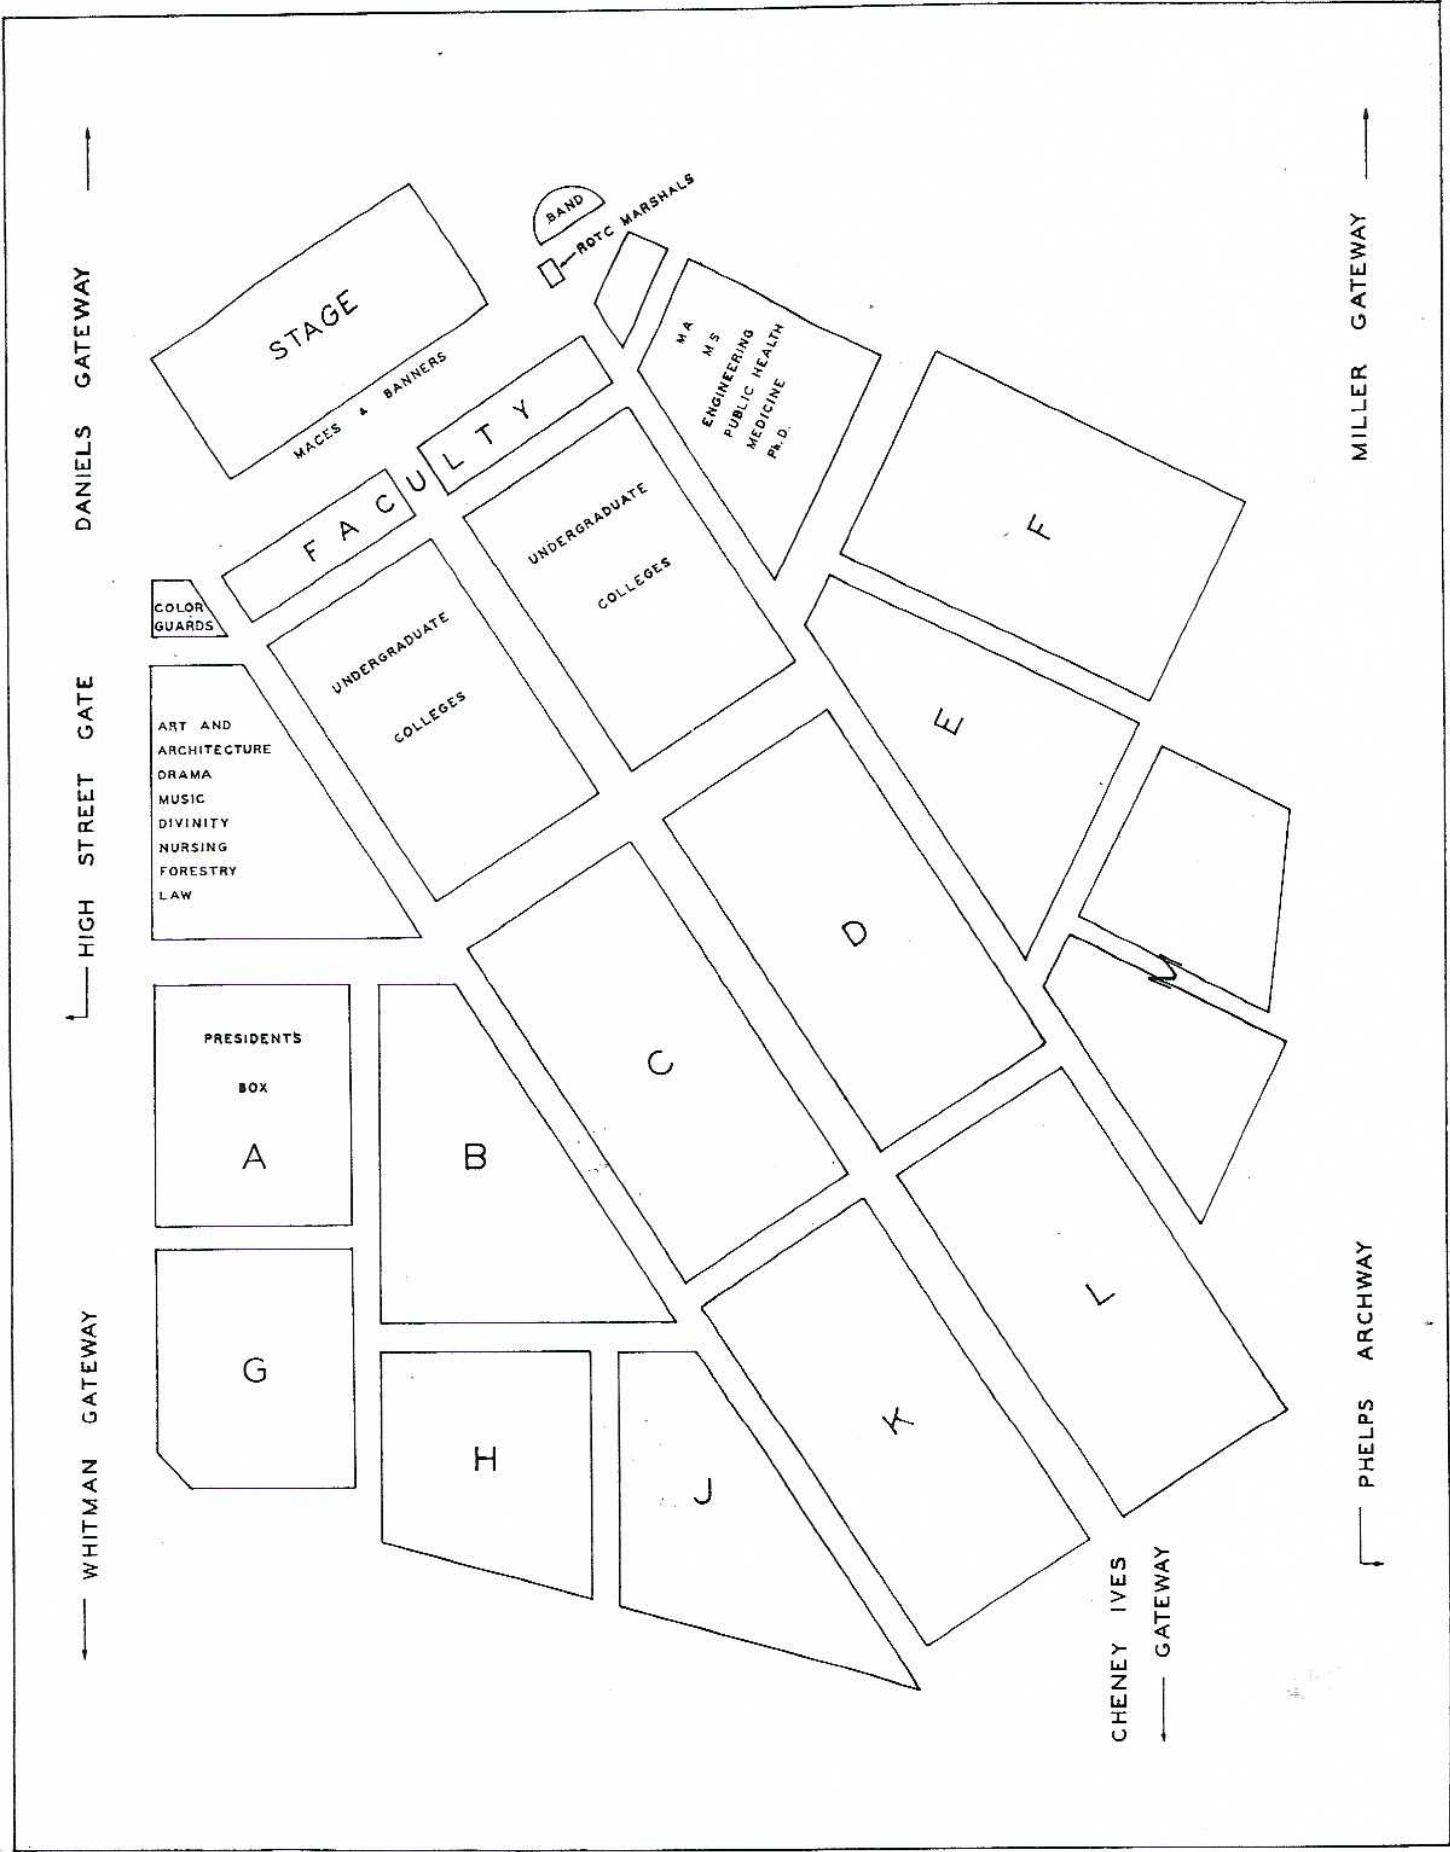 DANIELS GATEWAY
HIGH STREET GATE
WHITMAN GATEWAY
STAGE
MACES & BANNERS
BAND
ROTC MARSHALS
FACULTY
COLOR
GUARDS
UNDERGRADUATE
COLLEGES
UNDERGRADUATE
COLLEGES
MA
MS
ENGINEERING
PUBLIC HEALTH
MEDICINE
Ph.D.
ART AND
ARCHITECTURE
DRAMA
MUSIC
DIVINITY
NURSING
FORESTRY
LAW
PRESIDENT'S
BOX
A
B
C
D
E
F
G
H
J
K
L
M
MILLER GATEWAY
PHELPS ARCHWAY
CHENEY IVES
GATEWAY